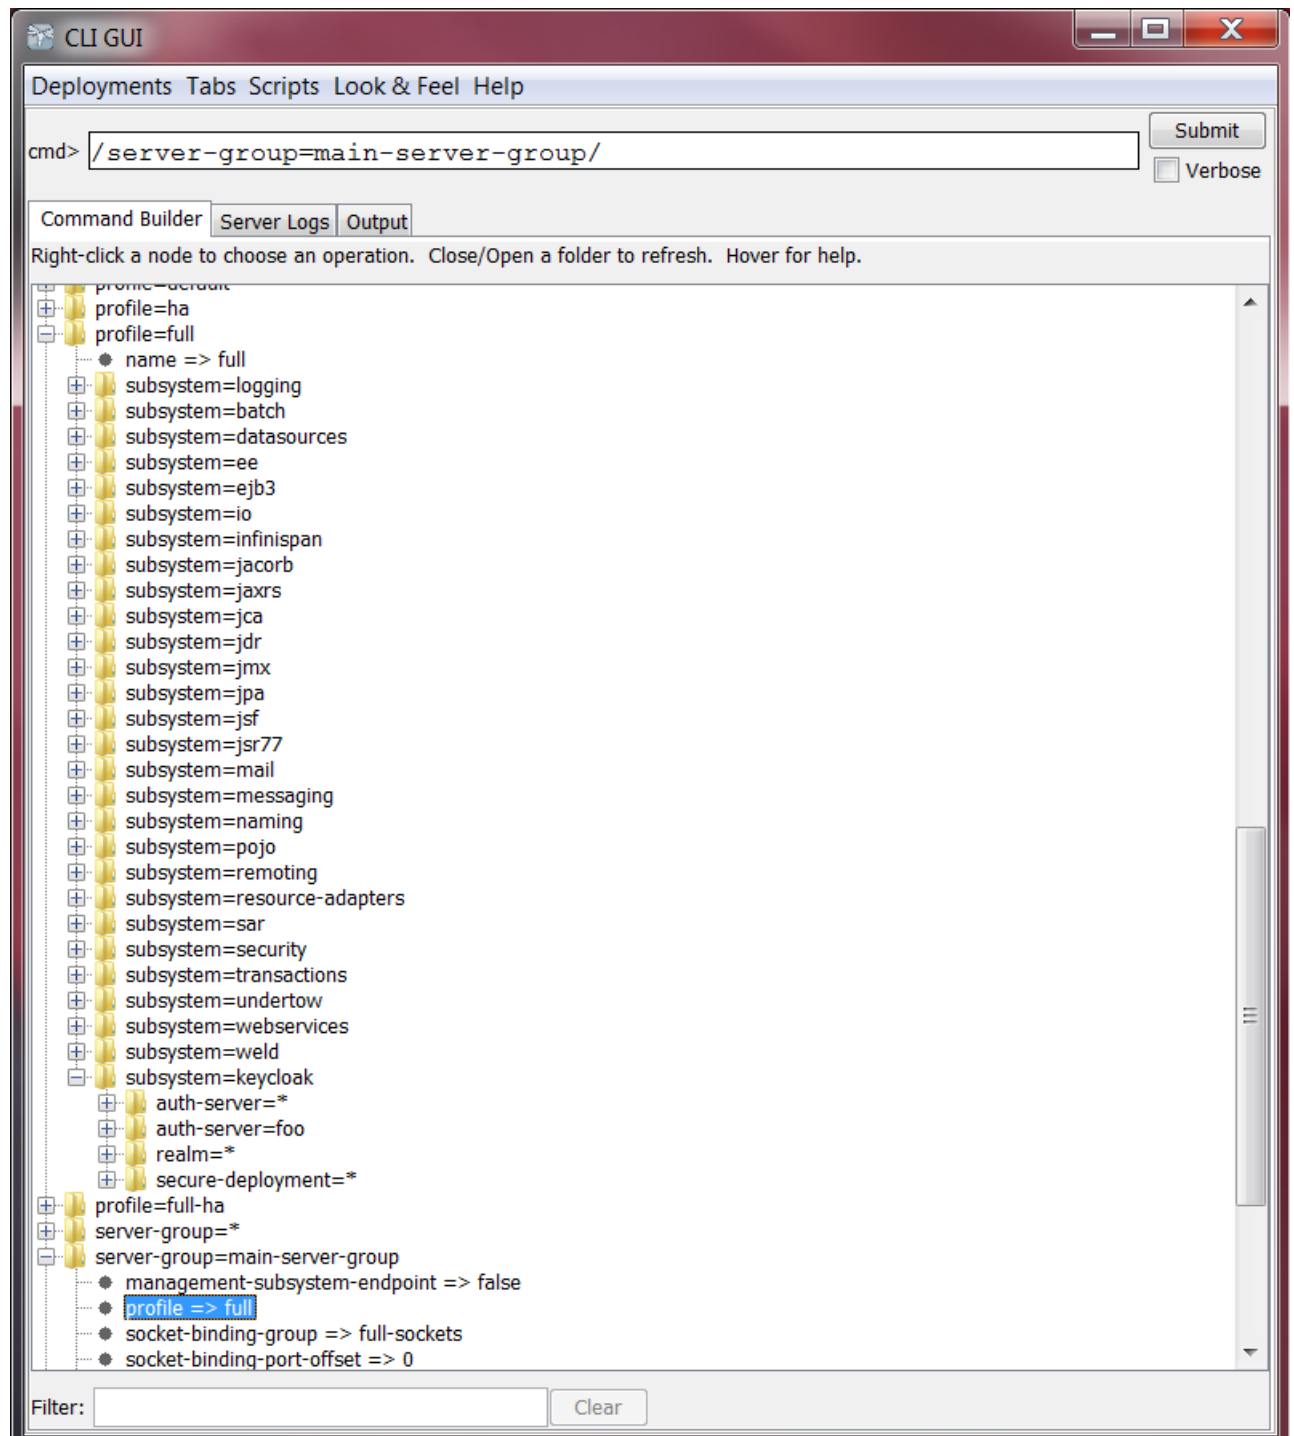 CLI GUI
Deployments Tabs Scripts Look & Feel Help
cmd> /server-group=main-server-group/
Submit
Verbose
Command Builder Server Logs Output
Right-click a node to choose an operation. Close/Open a folder to refresh. Hover for help.
profile=default
profile=ha
profile=full
name => full
subsystem=logging
subsystem=batch
subsystem=datasources
subsystem=ee
subsystem=ejb3
subsystem=io
subsystem=infinispan
subsystem=jacorb
subsystem=jaxrs
subsystem=jca
subsystem=jdr
subsystem=jmx
subsystem=jpa
subsystem=jsf
subsystem=jsr77
subsystem=mail
subsystem=messaging
subsystem=naming
subsystem=pojo
subsystem=remoting
subsystem=resource-adapters
subsystem=sar
subsystem=security
subsystem=transactions
subsystem=undertow
subsystem=webservices
subsystem=weld
subsystem=keycloak
auth-server=*
auth-server=foo
realm=*
secure-deployment=*
profile=full-ha
server-group=*
server-group=main-server-group
management-subsystem-endpoint => false
profile => full
socket-binding-group => full-sockets
socket-binding-port-offset => 0
Filter:
Clear